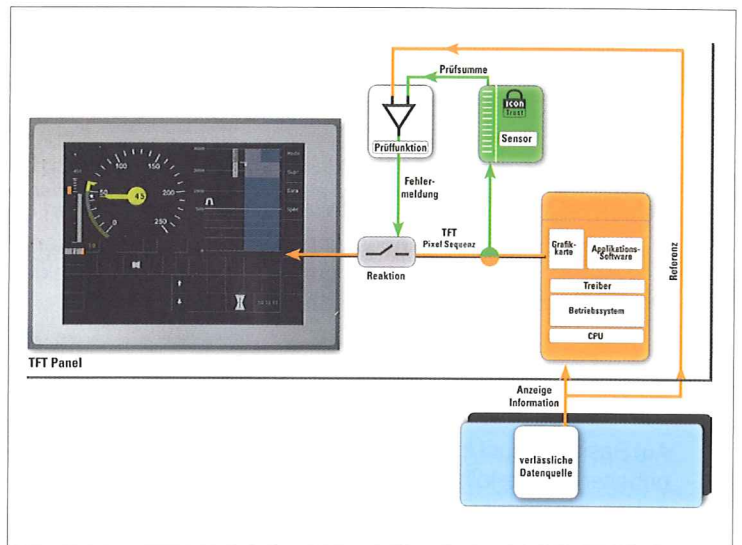 Prüfsumme
icon
Trust
Sensor
Prüffunktion
Fehler-
meldung
TFT
Pixel Sequenz
Reaktion
Grafik-
karte
Applikations-
Software
Treiber
Betriebssystem
CPU
Referenz
100
150
50
200
45
0
250
TFT Panel
Anzeige
Information
verlässliche
Datenquelle